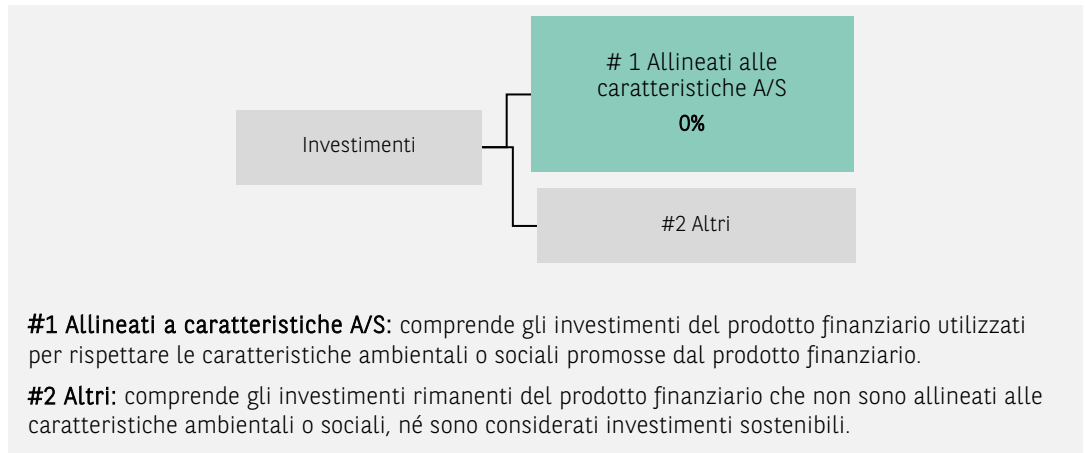 # 1 Allineati alle
caratteristiche A/S
0%
Investimenti
#2 Altri
#1 Allineati a caratteristiche A/S: comprende gli investimenti del prodotto finanziario utilizzati
per rispettare le caratteristiche ambientali o sociali promosse dal prodotto finanziario.
#2 Altri: comprende gli investimenti rimanenti del prodotto finanziario che non sono allineati alle
caratteristiche ambientali o sociali, né sono considerati investimenti sostenibili.